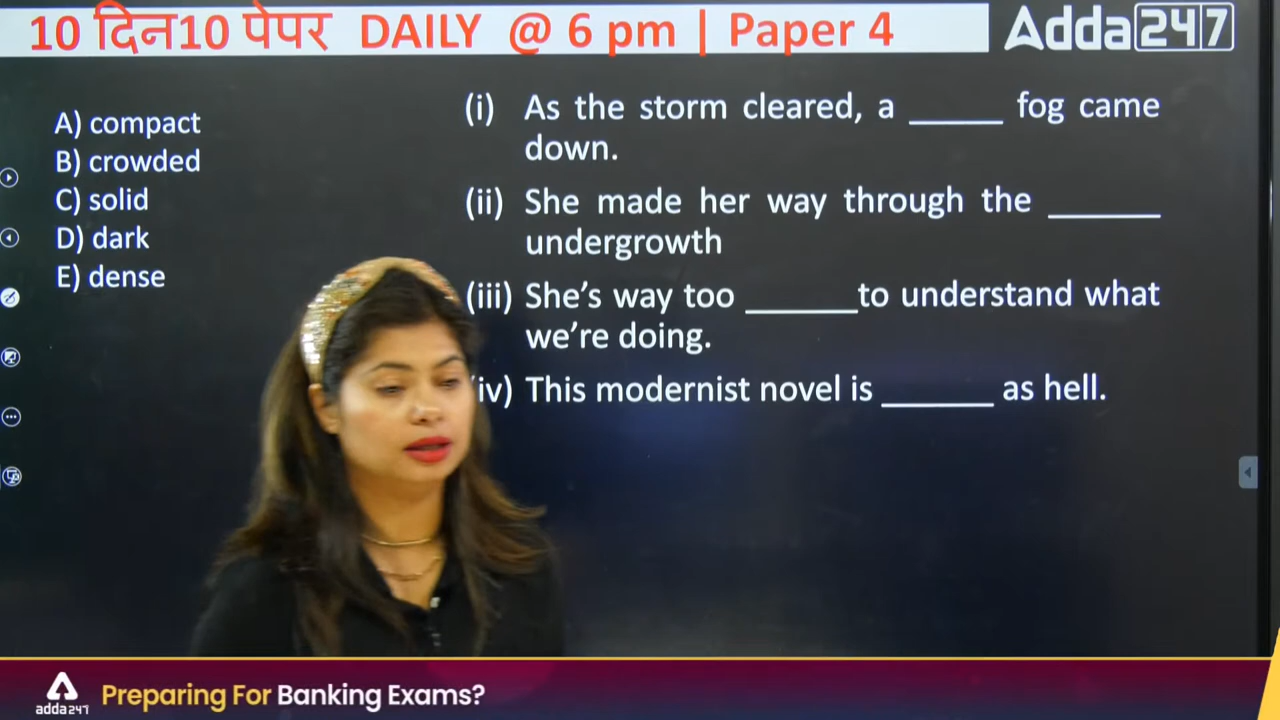 10 दिन10 पेपर DAILY @ 6 pm | Paper 4
Adda247
A) compact
B) crowded
C) solid
D) dark
E) dense
(i) As the storm cleared, a ______ fog came
down.
(ii) She made her way through the _______
undergrowth
(iii) She's way too _______to understand what
we're doing.
iv) This modernist novel is _______ as hell.
adda247
Preparing For Banking Exams?